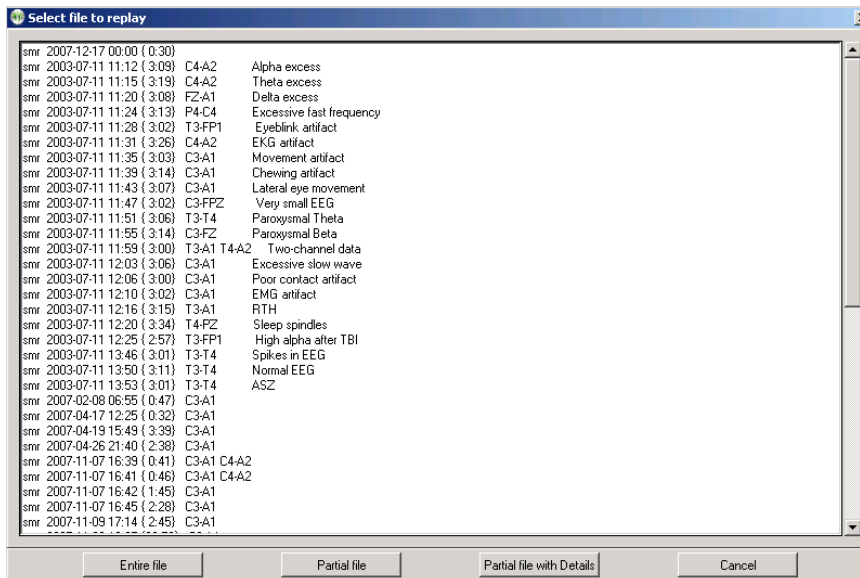 Select file to replay
smr 2007-12-17 00:00 { 0:30}
smr 2003-07-11 11:12 { 3:09} C4-A2 Alpha excess
smr 2003-07-11 11:15 { 3:19} C4-A2 Theta excess
smr 2003-07-11 11:20 { 3:08} FZ-A1 Delta excess
smr 2003-07-11 11:24 { 3:13} P4-C4 Excessive fast frequency
smr 2003-07-11 11:28 { 3:02} T3-FP1 Eyeblink artifact
smr 2003-07-11 11:31 { 3:26} C4-A2 EKG artifact
smr 2003-07-11 11:35 { 3:03} C3-A1 Movement artifact
smr 2003-07-11 11:39 { 3:14} C3-A1 Chewing artifact
smr 2003-07-11 11:43 { 3:07} C3-A1 Lateral eye movement
smr 2003-07-11 11:47 { 3:02} C3-FPZ Very small EEG
smr 2003-07-11 11:51 { 3:06} T3-T4 Paroxysmal Theta
smr 2003-07-11 11:55 { 3:14} C3-FZ Paroxysmal Beta
smr 2003-07-11 11:59 { 3:00} T3-A1 T4-A2 Two-channel data
smr 2003-07-11 12:03 { 3:06} C3-A1 Excessive slow wave
smr 2003-07-11 12:06 { 3:00} C3-A1 Poor contact artifact
smr 2003-07-11 12:10 { 3:02} C3-A1 EMG artifact
smr 2003-07-11 12:16 { 3:15} T3-A1 RTH
smr 2003-07-11 12:20 { 3:34} T4-PZ Sleep spindles
smr 2003-07-11 12:25 { 2:57} T3-FP1 High alpha after TBI
smr 2003-07-11 13:46 { 3:01} T3-T4 Spikes in EEG
smr 2003-07-11 13:50 { 3:11} T3-T4 Normal EEG
smr 2003-07-11 13:53 { 3:01} T3-T4 ASZ
smr 2007-02-08 06:55 { 0:47} C3-A1
smr 2007-04-17 12:25 { 0:32} C3-A1
smr 2007-04-19 15:49 { 3:39} C3-A1
smr 2007-04-26 21:40 { 2:38} C3-A1
smr 2007-11-07 16:39 { 0:41} C3-A1 C4-A2
smr 2007-11-07 16:41 { 0:46} C3-A1 C4-A2
smr 2007-11-07 16:42 { 1:45} C3-A1
smr 2007-11-07 16:45 { 2:28} C3-A1
smr 2007-11-09 17:14 { 2:45} C3-A1
Entire file
Partial file
Partial file with Details
Cancel